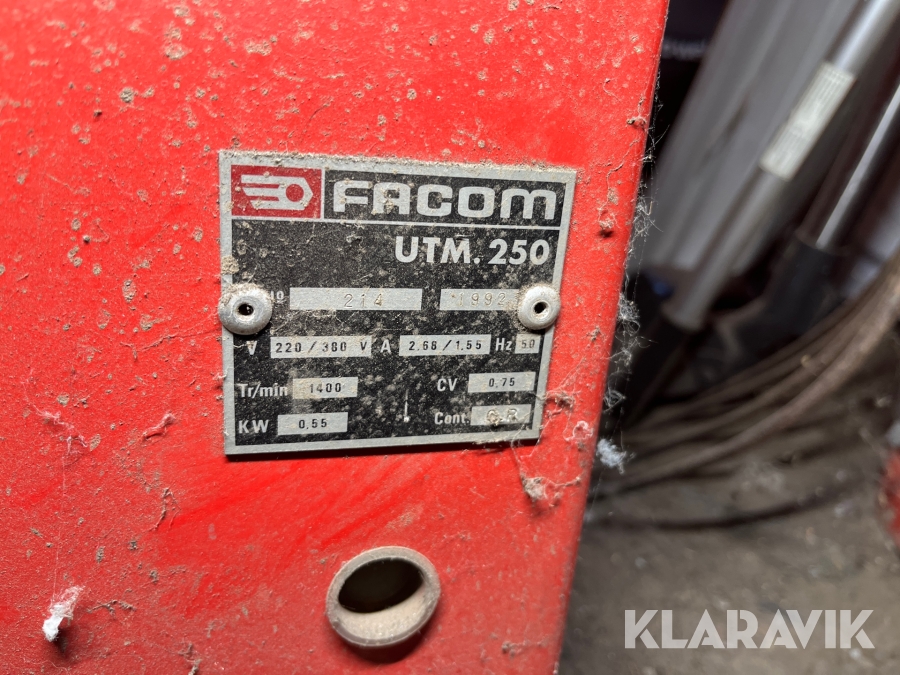 FACOM
UTM. 250
214 1992
V 220/380 V A 2.68/1.55 Hz 50
Tr/min 1400 CV 0,75
KW 0,55 Cont.
KLARAVIK